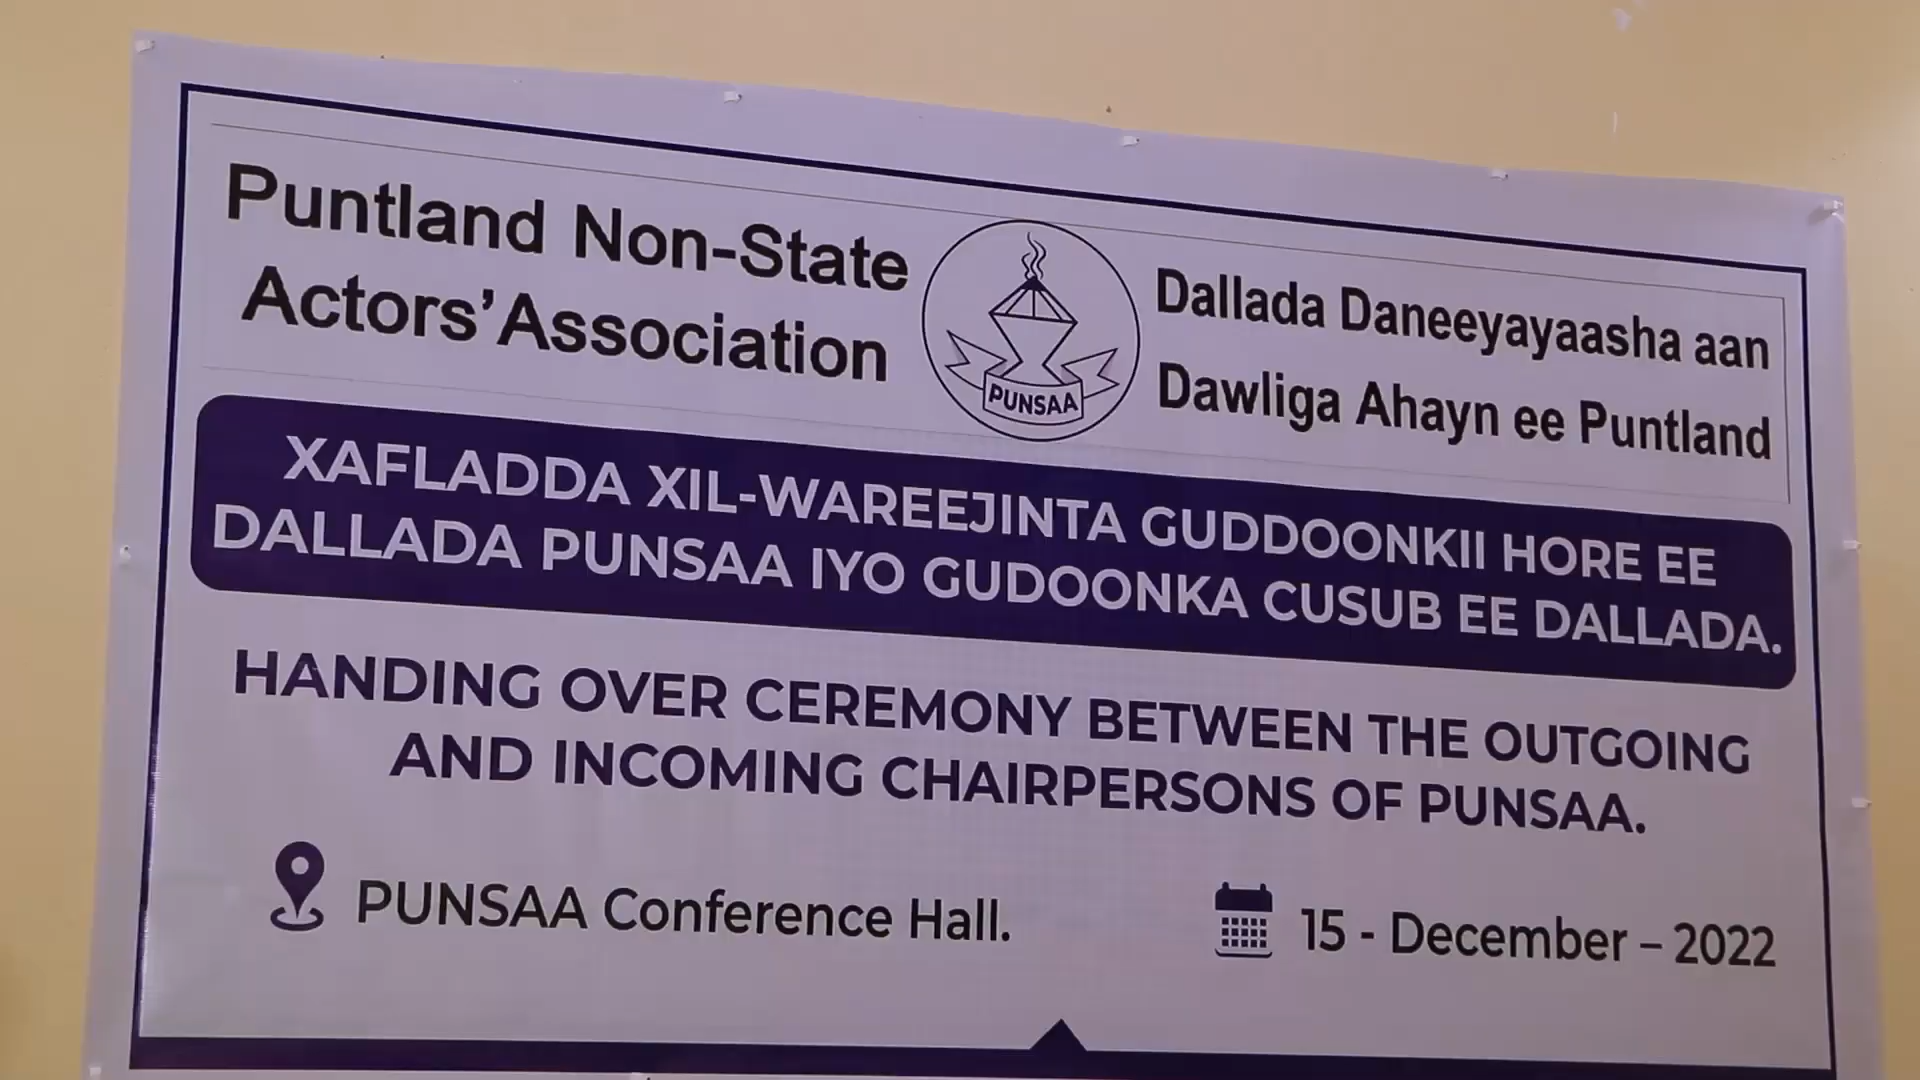 Puntland Non-State
Actors' Association
PUNSAA
Dallada Daneeyayaasha aan
Dawliga Ahayn ee Puntland
XAFLADDA XIL-WAREEJINTA GUDDOONKII HORE EE
DALLADA PUNSAA IYO GUDOONKA CUSUB EE DALLADA.
HANDING OVER CEREMONY BETWEEN THE OUTGOING
AND INCOMING CHAIRPERSONS OF PUNSAA.
PUNSAA Conference Hall.
15 - December – 2022